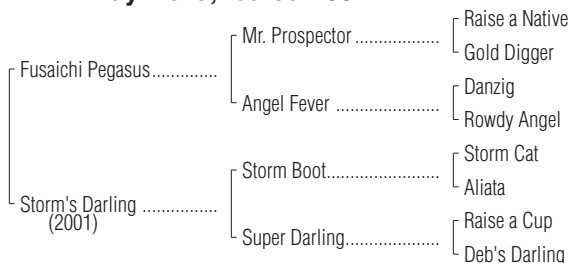 Raise a Native
Mr. Prospector ....................
Gold Digger
Fusaichi Pegasus..............
Danzig
Angel Fever .........................
Rowdy Angel
Storm Cat
Storm Boot...........................
Aliata
Storm's Darling ................
(2001)
Raise a Cup
Super Darling.......................
Deb's Darling